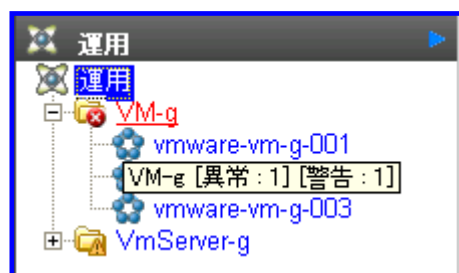 運用
運用
VM-g
vmware-vm-g-001
VM-g [異常 : 1] [警告 : 1]
vmware-vm-g-003
VmServer-g